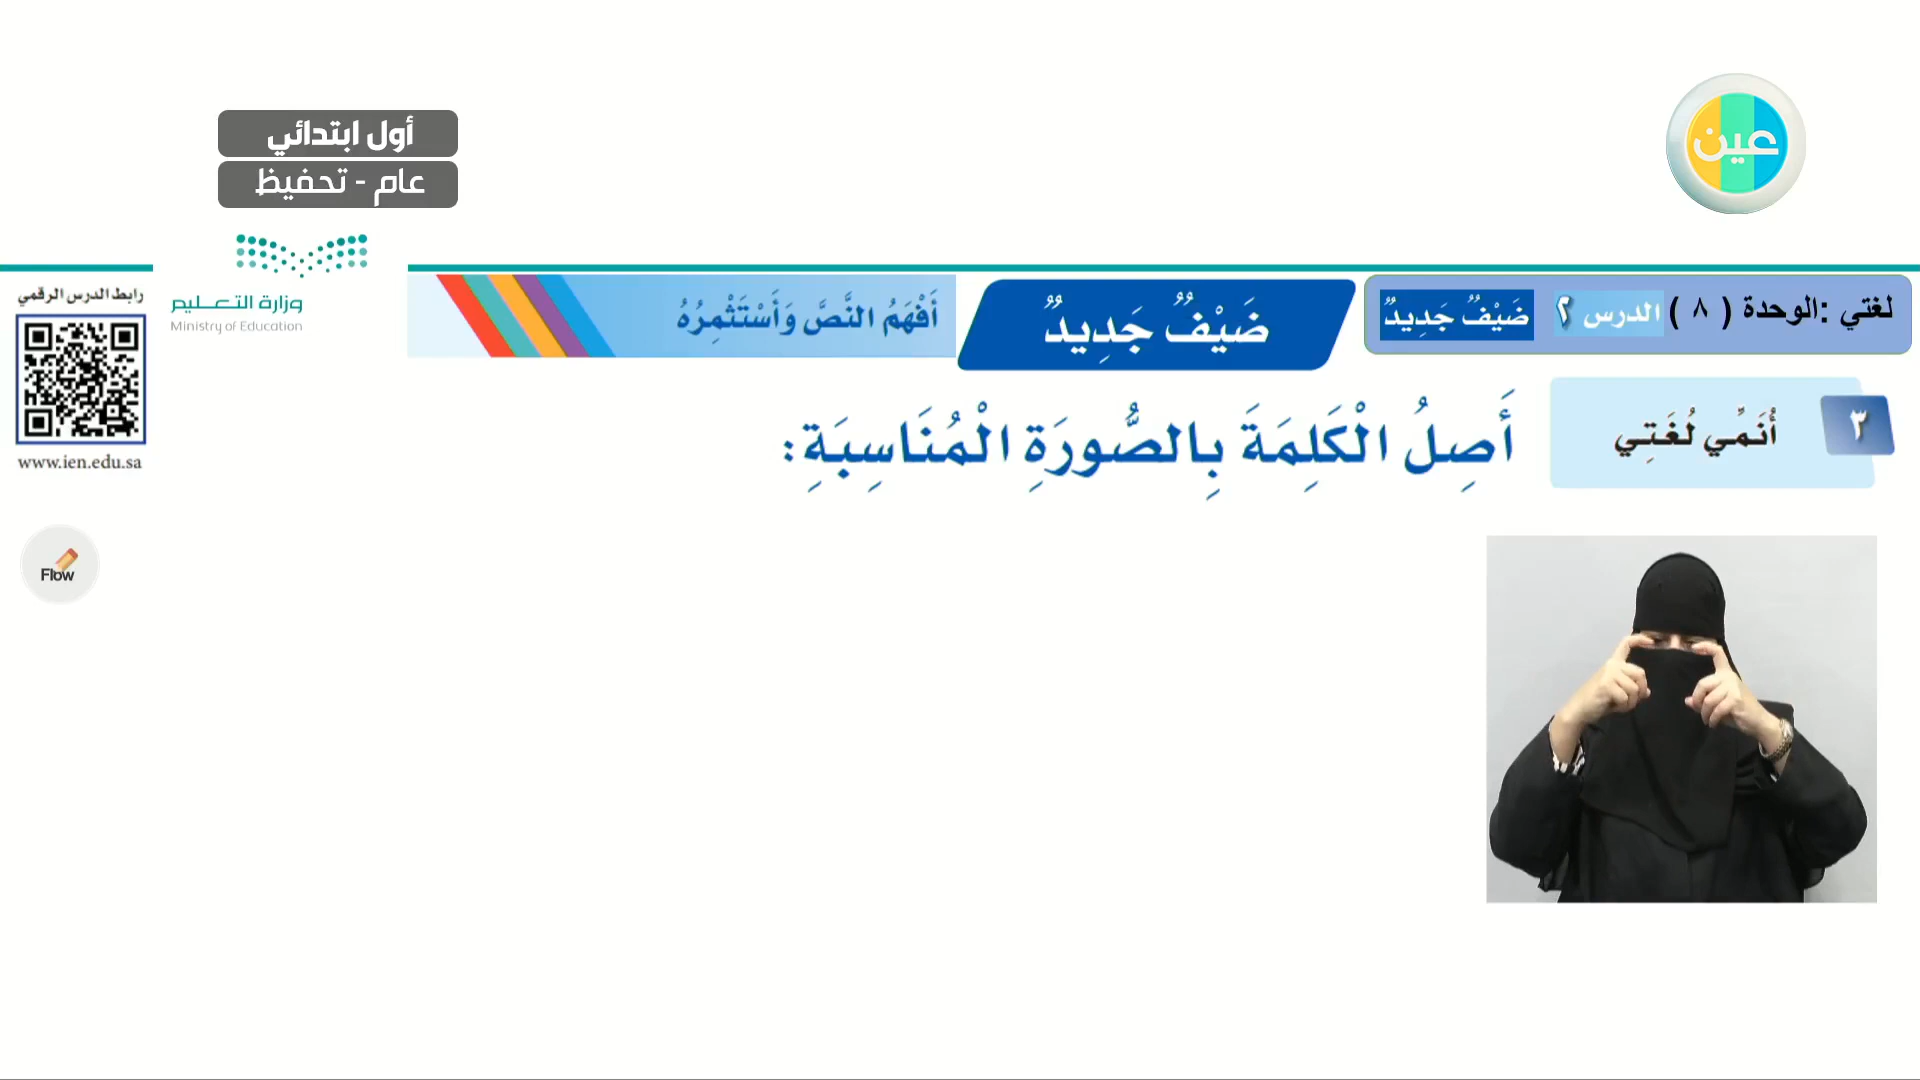 عين
أول ابتدائي
عام - تحفيظ
لغتي :الوحدة ( ٨ ) الدرس ٢ ضَيْفٌ جَدِيدٌ
ضَيْفٌ جَدِيدٌ
أَفْهَمُ النَّصَّ وَأَسْتَثْمِرُهُ
وزارة التعليم
Ministry of Education
رابط الدرس الرقمي
www.ien.edu.sa
٣ أُنَمِّي لُغَتِي
أَصِلُ الْكَلِمَةَ بِالصُّورَةِ الْمُنَاسِبَةِ:
Flow